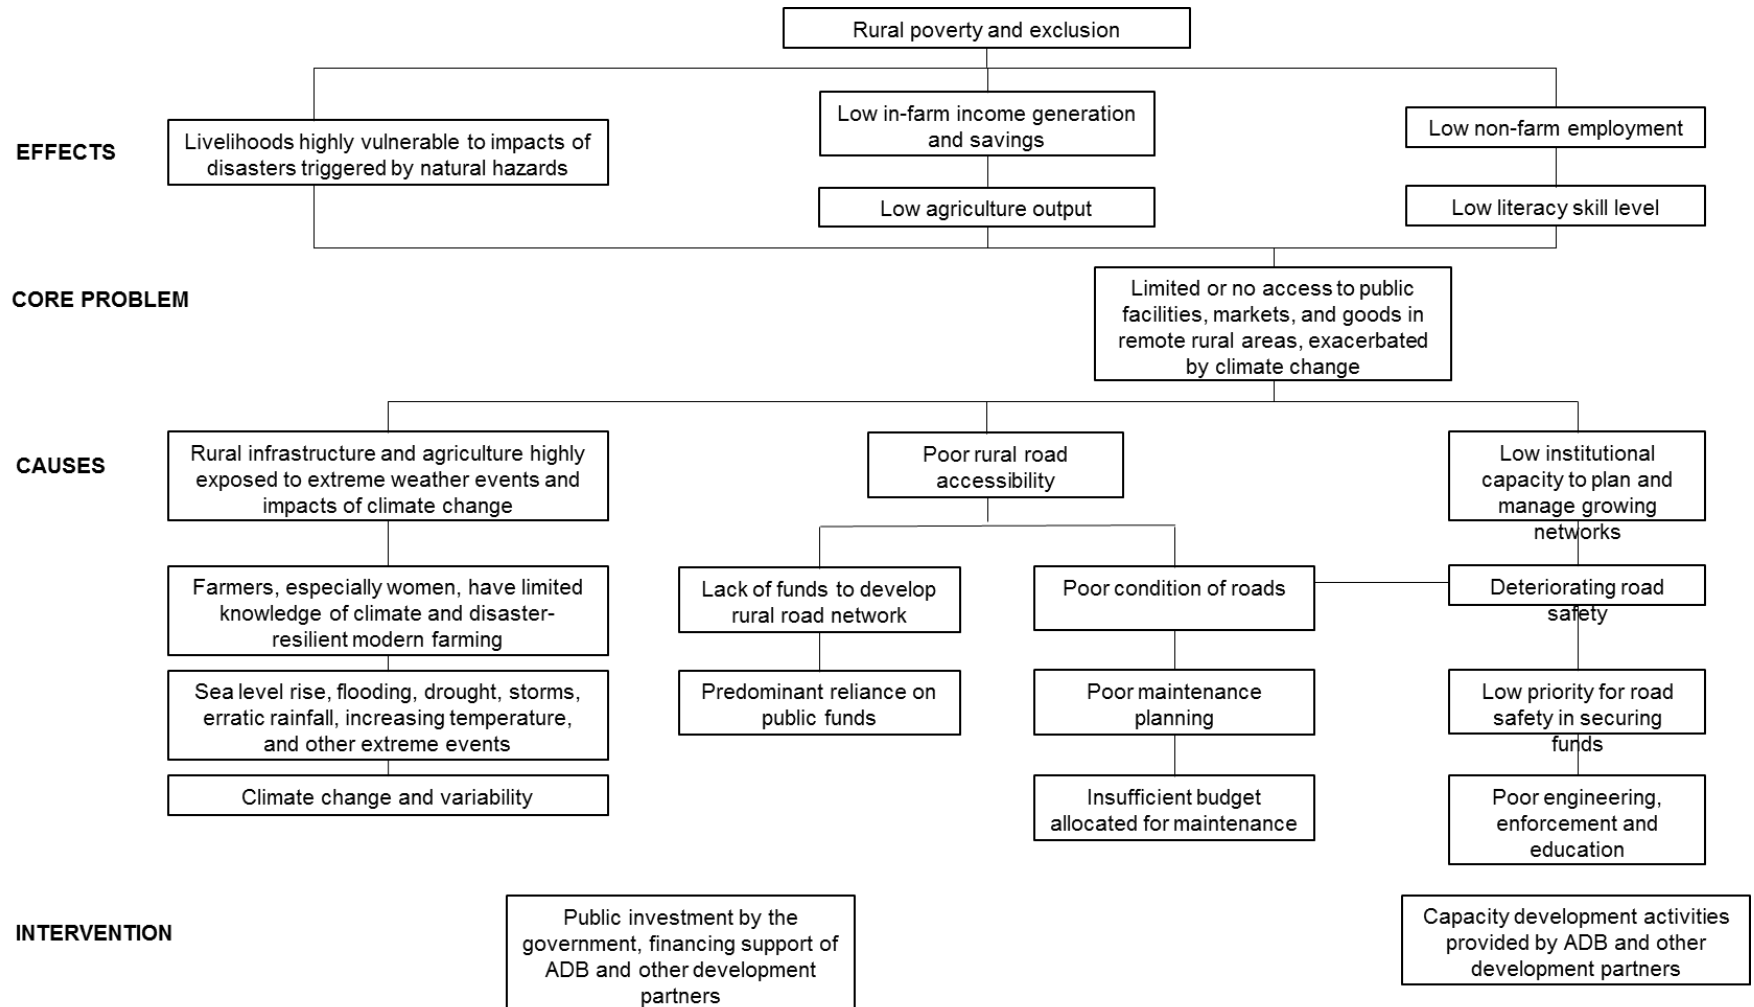 Rural poverty and exclusion
EFFECTS
Livelihoods highly vulnerable to impacts of
disasters triggered by natural hazards
Low in-farm income generation
and savings
Low non-farm employment
Low agriculture output
Low literacy skill level
CORE PROBLEM
Limited or no access to public
facilities, markets, and goods in
remote rural areas, exacerbated
by climate change
CAUSES
Rural infrastructure and agriculture highly
exposed to extreme weather events and
impacts of climate change
Poor rural road
accessibility
Low institutional
capacity to plan and
manage growing
networks
Farmers, especially women, have limited
knowledge of climate and disaster-
resilient modern farming
Lack of funds to develop
rural road network
Poor condition of roads
Deteriorating road
safety
Sea level rise, flooding, drought, storms,
erratic rainfall, increasing temperature,
and other extreme events
Predominant reliance on
public funds
Poor maintenance
planning
Low priority for road
safety in securing
funds
Climate change and variability
Insufficient budget
allocated for maintenance
Poor engineering,
enforcement and
education
INTERVENTION
Public investment by the
government, financing support of
ADB and other development
partners
Capacity development activities
provided by ADB and other
development partners